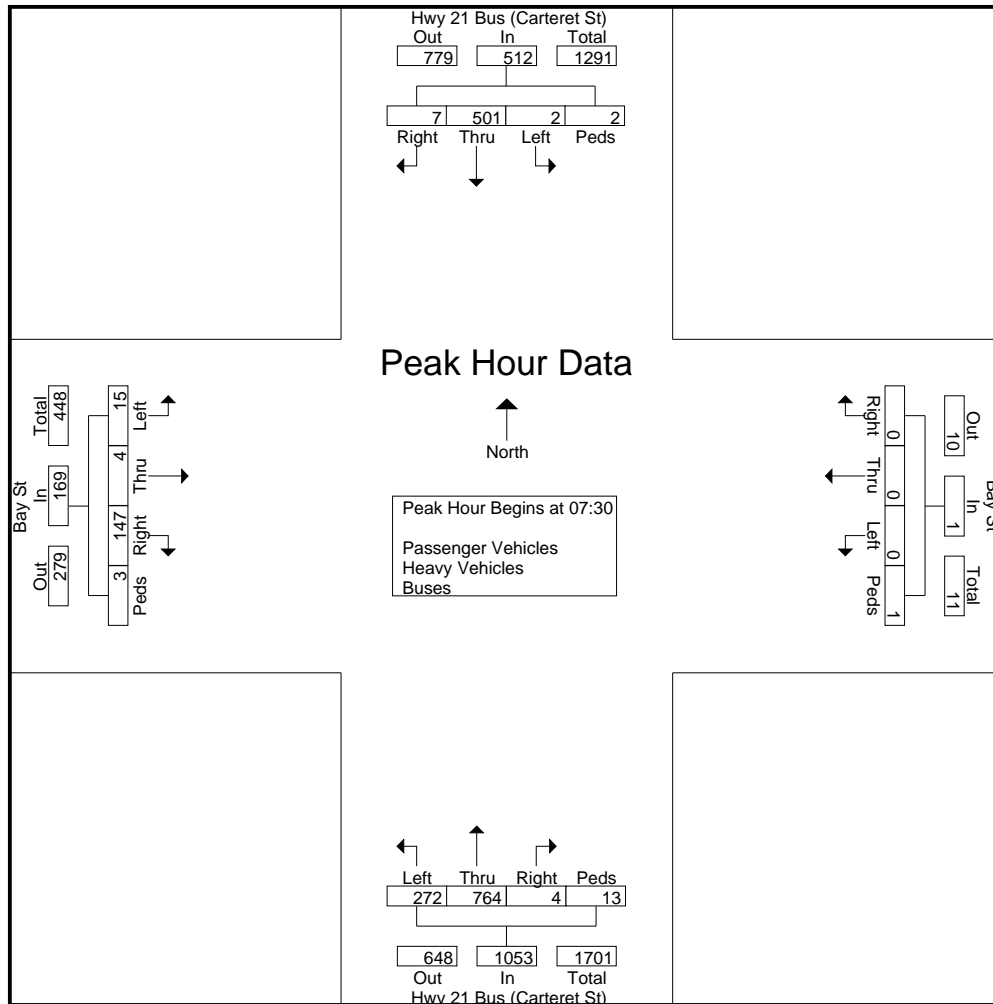 Hwy 21 Bus (Carteret St)
Out In Total
779 512 1291
7 501 2 2
Right Thru Left Peds
Peak Hour Data
North
Peak Hour Begins at 07:30
Passenger Vehicles
Heavy Vehicles
Buses
Bay St
Out In Total
279 169 448
Left Thru Right Peds
15 4 147 3
Right Thru Left Peds
0 0 0 1
Out In Total
10 1 11
Bay St
Left Thru Right Peds
272 764 4 13
648 1053 1701
Out In Total
Hwy 21 Bus (Carteret St)